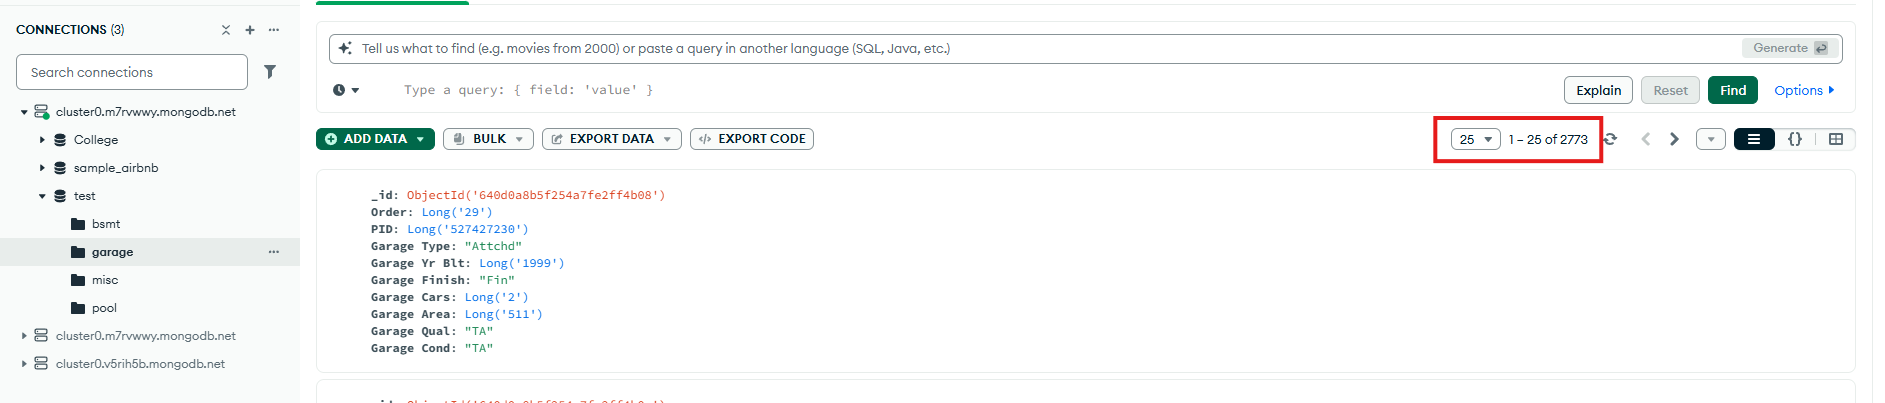 CONNECTIONS (3)
Search connections
cluster0.m7rvwwy.mongodb.net
College
sample_airbnb
test
bsmt
garage
misc
pool
cluster0.m7rvwwy.mongodb.net
cluster0.v5rih5b.mongodb.net
Tell us what to find (e.g. movies from 2000) or paste a query in another language (SQL, Java, etc.)
Generate
Type a query: { field: 'value' }
Explain
Reset
Find
Options
ADD DATA
BULK
EXPORT DATA
EXPORT CODE
25
1 – 25 of 2773
_id: ObjectId('640d0a8b5f254a7fe2ff4b08')
Order: Long('29')
PID: Long('527427230')
Garage Type: "Attchd"
Garage Yr Blt: Long('1999')
Garage Finish: "Fin"
Garage Cars: Long('2')
Garage Area: Long('511')
Garage Qual: "TA"
Garage Cond: "TA"